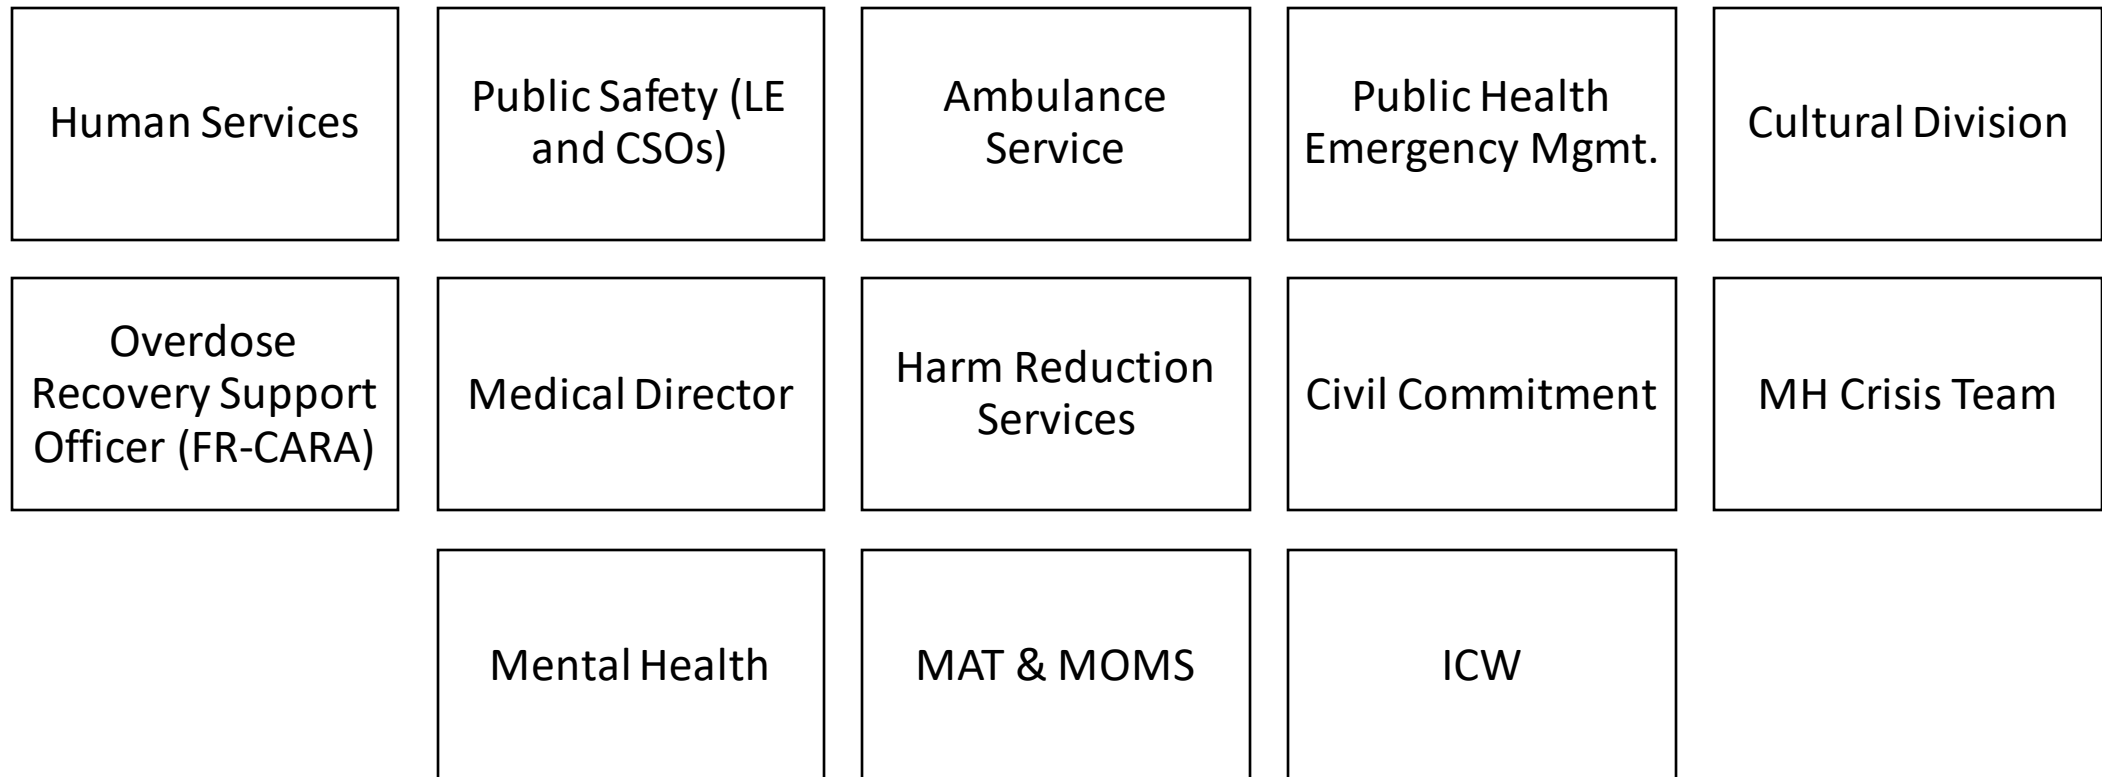 Human Services
Public Safety (LE
and CSOs)
Ambulance
Service
Public Health
Emergency Mgmt.
Cultural Division
Overdose
Recovery Support
Officer (FR-CARA)
Medical Director
Harm Reduction
Services
Civil Commitment
MH Crisis Team
Mental Health
MAT & MOMS
ICW